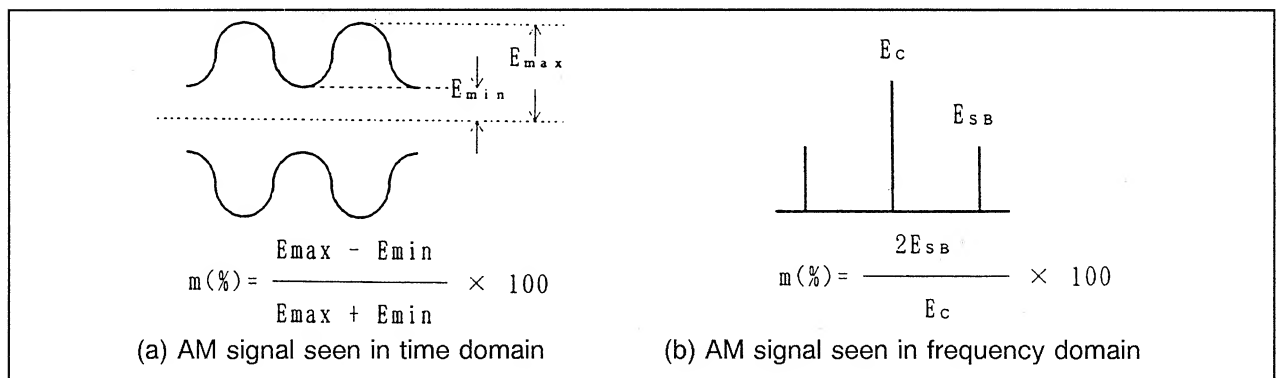 Emax
Emin
m(%)= Emax - Emin / Emax + Emin × 100
(a) AM signal seen in time domain
EC
ESB
m(%)= 2ESB / EC × 100
(b) AM signal seen in frequency domain